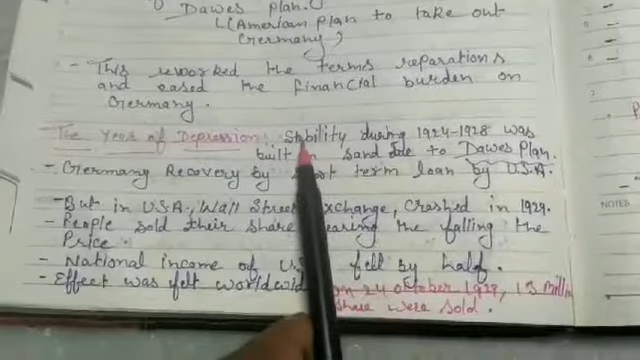 Dawes Plan.
(American Plan to take out
Germany)
- This reworked the terms reparations
and eased the financial burden on
Germany.
The Year of Depression: Stability during 1924-1928 was
built on sand due to Dawes Plan.
- Germany Recovery by short term loan by U.S.A.
- But in U.S.A., Wall Street Exchange, Crashed in 1929.
- People sold their share fearing the falling the
Price.
- National income of U.S fell by half.
- Effect was felt worldwide on 24 October 1929, 13 Million
share were sold.
NOTES